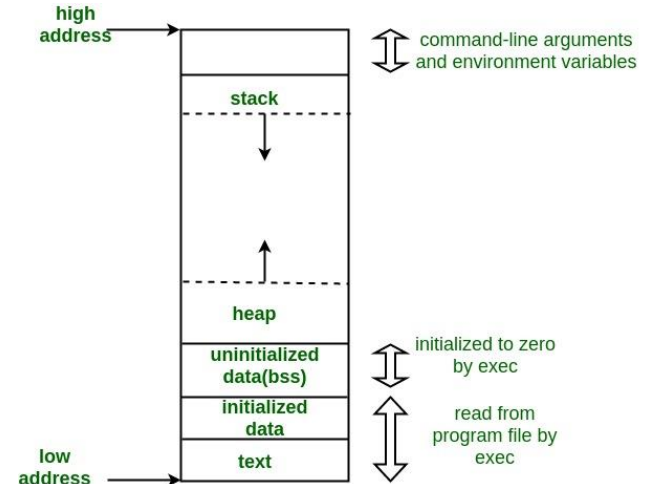 high
address
command-line arguments
and environment variables
stack
heap
uninitialized
data(bss)
initialized to zero
by exec
initialized
data
read from
program file by
exec
text
low
address